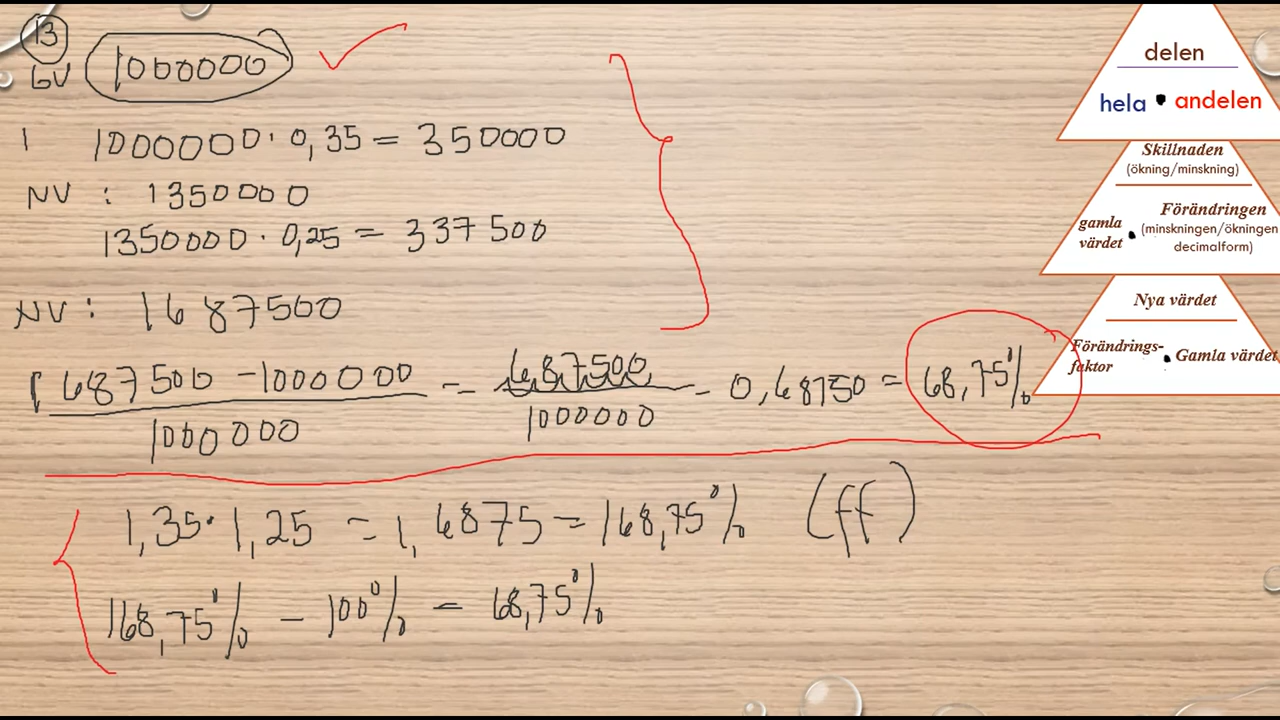 13
GV 1000000
1 1000000 · 0,35 = 350000
NV : 1350000
1350000 · 0,25 = 337500
NV : 1687500
1687500 - 1000000 = 687500 = 0,68750 = 68,75%
1000000 1000000
1,35 · 1,25 = 1,6875 = 168,75% (ff)
168,75% - 100% = 68,75%
delen
hela • andelen
Skillnaden
(ökning/minskning)
gamla värdet • Förändringen
(minskningen/ökningen
decimalform)
Nya värdet
Förändrings-
faktor • Gamla värdet